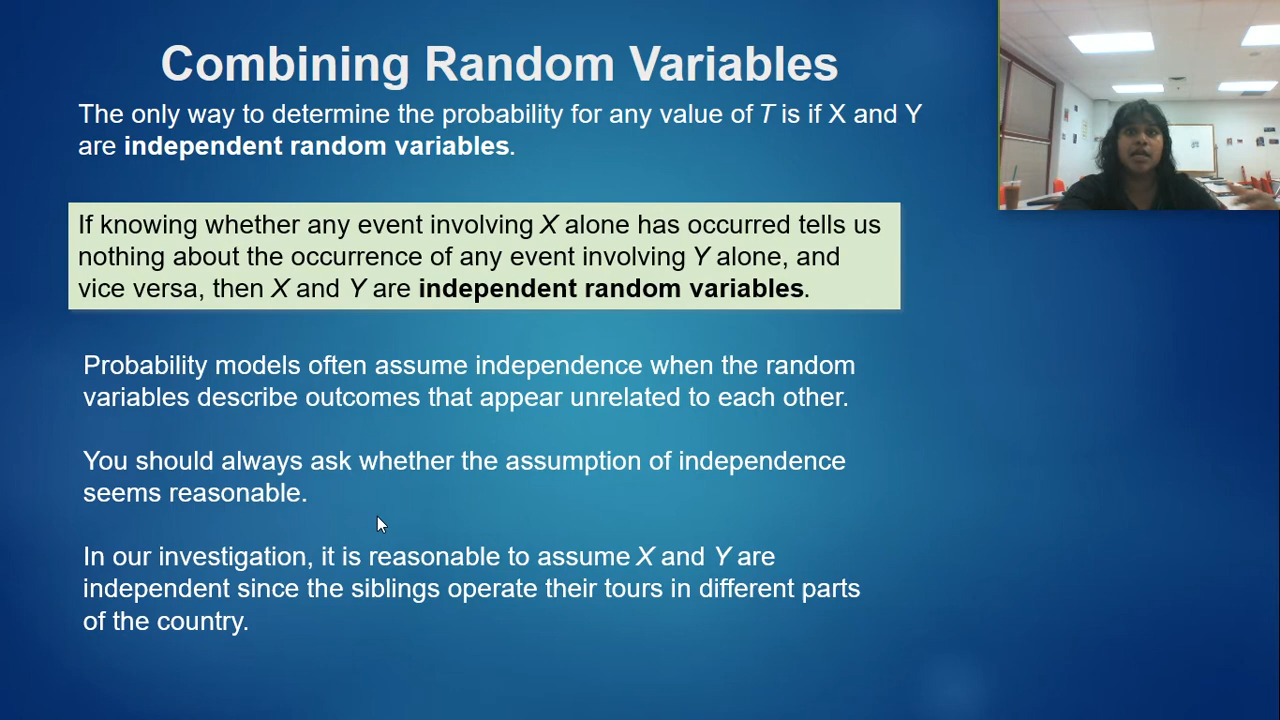 Combining Random Variables
The only way to determine the probability for any value of T is if X and Y
are independent random variables.
If knowing whether any event involving X alone has occurred tells us
nothing about the occurrence of any event involving Y alone, and
vice versa, then X and Y are independent random variables.
Probability models often assume independence when the random
variables describe outcomes that appear unrelated to each other.
You should always ask whether the assumption of independence
seems reasonable.
In our investigation, it is reasonable to assume X and Y are
independent since the siblings operate their tours in different parts
of the country.